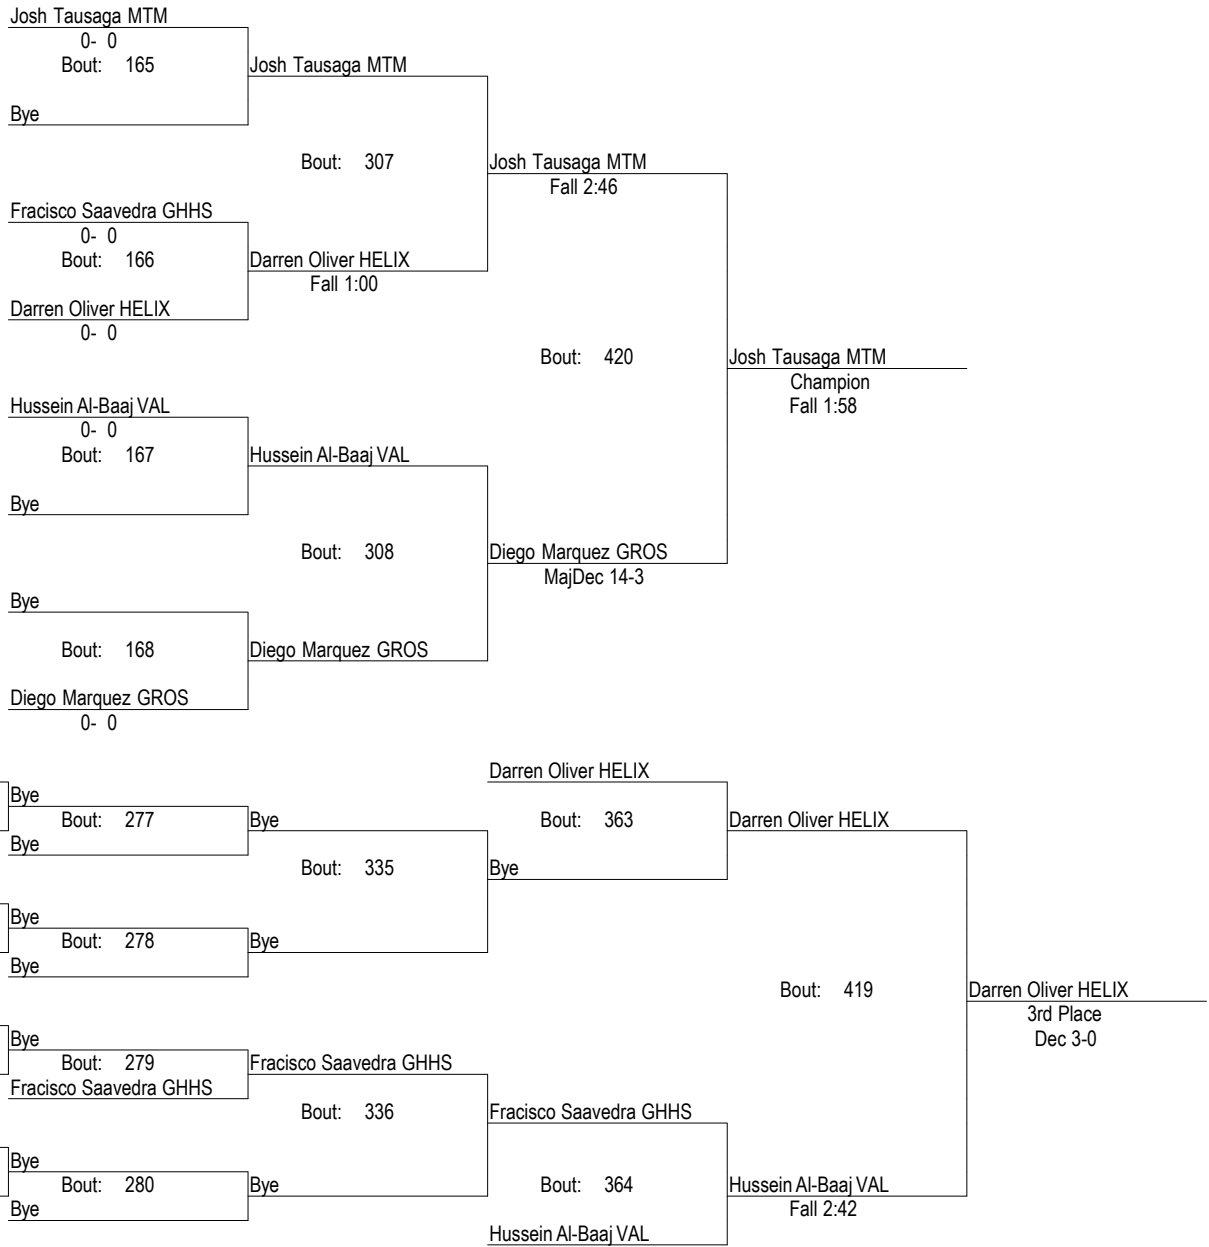 Josh Tausaga MTM
0- 0
Bout: 165
Josh Tausaga MTM
Bye
Bout: 307
Josh Tausaga MTM
Fall 2:46
Fracisco Saavedra GHHS
0- 0
Bout: 166
Darren Oliver HELIX
Fall 1:00
Darren Oliver HELIX
0- 0
Bout: 420
Josh Tausaga MTM
Champion
Fall 1:58
Hussein Al-Baaj VAL
0- 0
Bout: 167
Hussein Al-Baaj VAL
Bye
Bout: 308
Diego Marquez GROS
MajDec 14-3
Bye
Bout: 168
Diego Marquez GROS
Diego Marquez GROS
0- 0
Darren Oliver HELIX
Bye
Bout: 277
Bye
Bout: 363
Darren Oliver HELIX
Bye
Bout: 335
Bye
Bye
Bout: 278
Bye
Bye
Bout: 419
Darren Oliver HELIX
3rd Place
Dec 3-0
Bye
Bout: 279
Fracisco Saavedra GHHS
Fracisco Saavedra GHHS
Bout: 336
Fracisco Saavedra GHHS
Bye
Bout: 280
Bye
Bout: 364
Hussein Al-Baaj VAL
Fall 2:42
Bye
Hussein Al-Baaj VAL